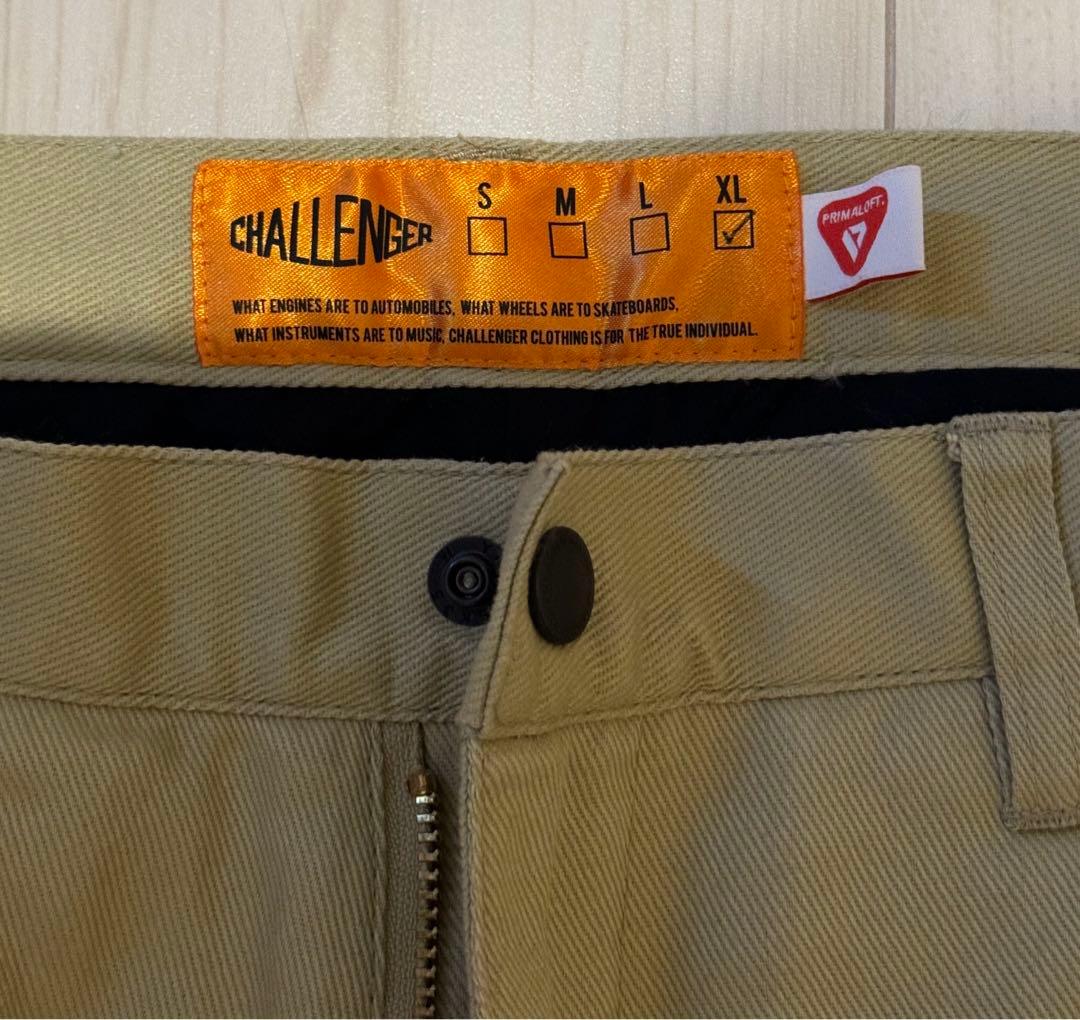 CHALLENGER
S M L XL
WHAT ENGINES ARE TO AUTOMOBILES, WHAT WHEELS ARE TO SKATEBOARDS,
WHAT INSTRUMENTS ARE TO MUSIC, CHALLENGER CLOTHING IS FOR THE TRUE INDIVIDUAL.
PRIMALOFT.